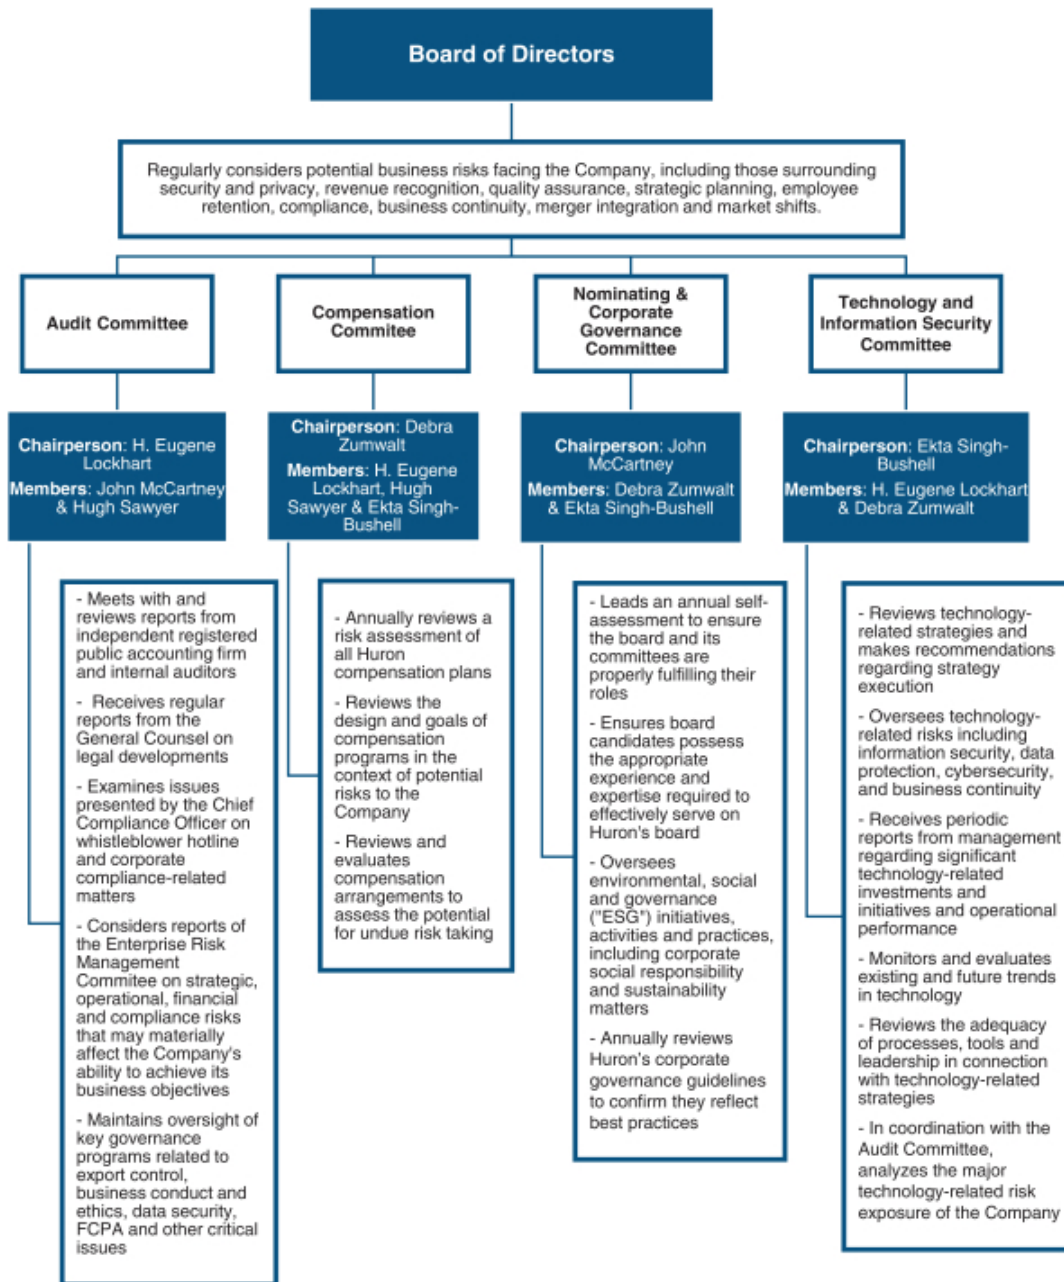 Board of Directors
Regularly considers potential business risks facing the Company, including those surrounding
security and privacy, revenue recognition, quality assurance, strategic planning, employee
retention, compliance, business continuity, merger integration and market shifts.
Audit Committee
Compensation
Commitee
Nominating &
Corporate
Governance
Committee
Technology and
Information Security
Committee
Chairperson: H. Eugene
Lockhart
Members: John McCartney
& Hugh Sawyer
Chairperson: Debra
Zumwalt
Members: H. Eugene
Lockhart, Hugh
Sawyer & Ekta Singh-
Bushell
Chairperson: John
McCartney
Members: Debra Zumwalt
& Ekta Singh-Bushell
Chairperson: Ekta Singh-
Bushell
Members: H. Eugene Lockhart
& Debra Zumwalt
- Meets with and
reviews reports from
independent registered
public accounting firm
and internal auditors
- Receives regular
reports from the
General Counsel on
legal developments
- Examines issues
presented by the Chief
Compliance Officer on
whistleblower hotline
and corporate
compliance-related
matters
- Considers reports of
the Enterprise Risk
Management
Commitee on strategic,
operational, financial
and compliance risks
that may materially
affect the Company's
ability to achieve its
business objectives
- Maintains oversight of
key governance
programs related to
export control,
business conduct and
ethics, data security,
FCPA and other critical
issues
- Annually reviews a
risk assessment of
all Huron
compensation plans
- Reviews the
design and goals of
compensation
programs in the
context of potential
risks to the
Company
- Reviews and
evaluates
compensation
arrangements to
assess the potential
for undue risk taking
- Leads an annual self-
assessment to ensure
the board and its
committees are
properly fulfilling their
roles
- Ensures board
candidates possess
the appropriate
experience and
expertise required to
effectively serve on
Huron's board
- Oversees
environmental, social
and governance
("ESG") initiatives,
activities and practices,
including corporate
social responsibility
and sustainability
matters
- Annually reviews
Huron's corporate
governance guidelines
to confirm they reflect
best practices
- Reviews technology-
related strategies and
makes recommendations
regarding strategy
execution
- Oversees technology-
related risks including
information security, data
protection, cybersecurity,
and business continuity
- Receives periodic
reports from management
regarding significant
technology-related
investments and
initiatives and operational
performance
- Monitors and evaluates
existing and future trends
in technology
- Reviews the adequacy
of processes, tools and
leadership in connection
with technology-related
strategies
- In coordination with the
Audit Committee,
analyzes the major
technology-related risk
exposure of the Company